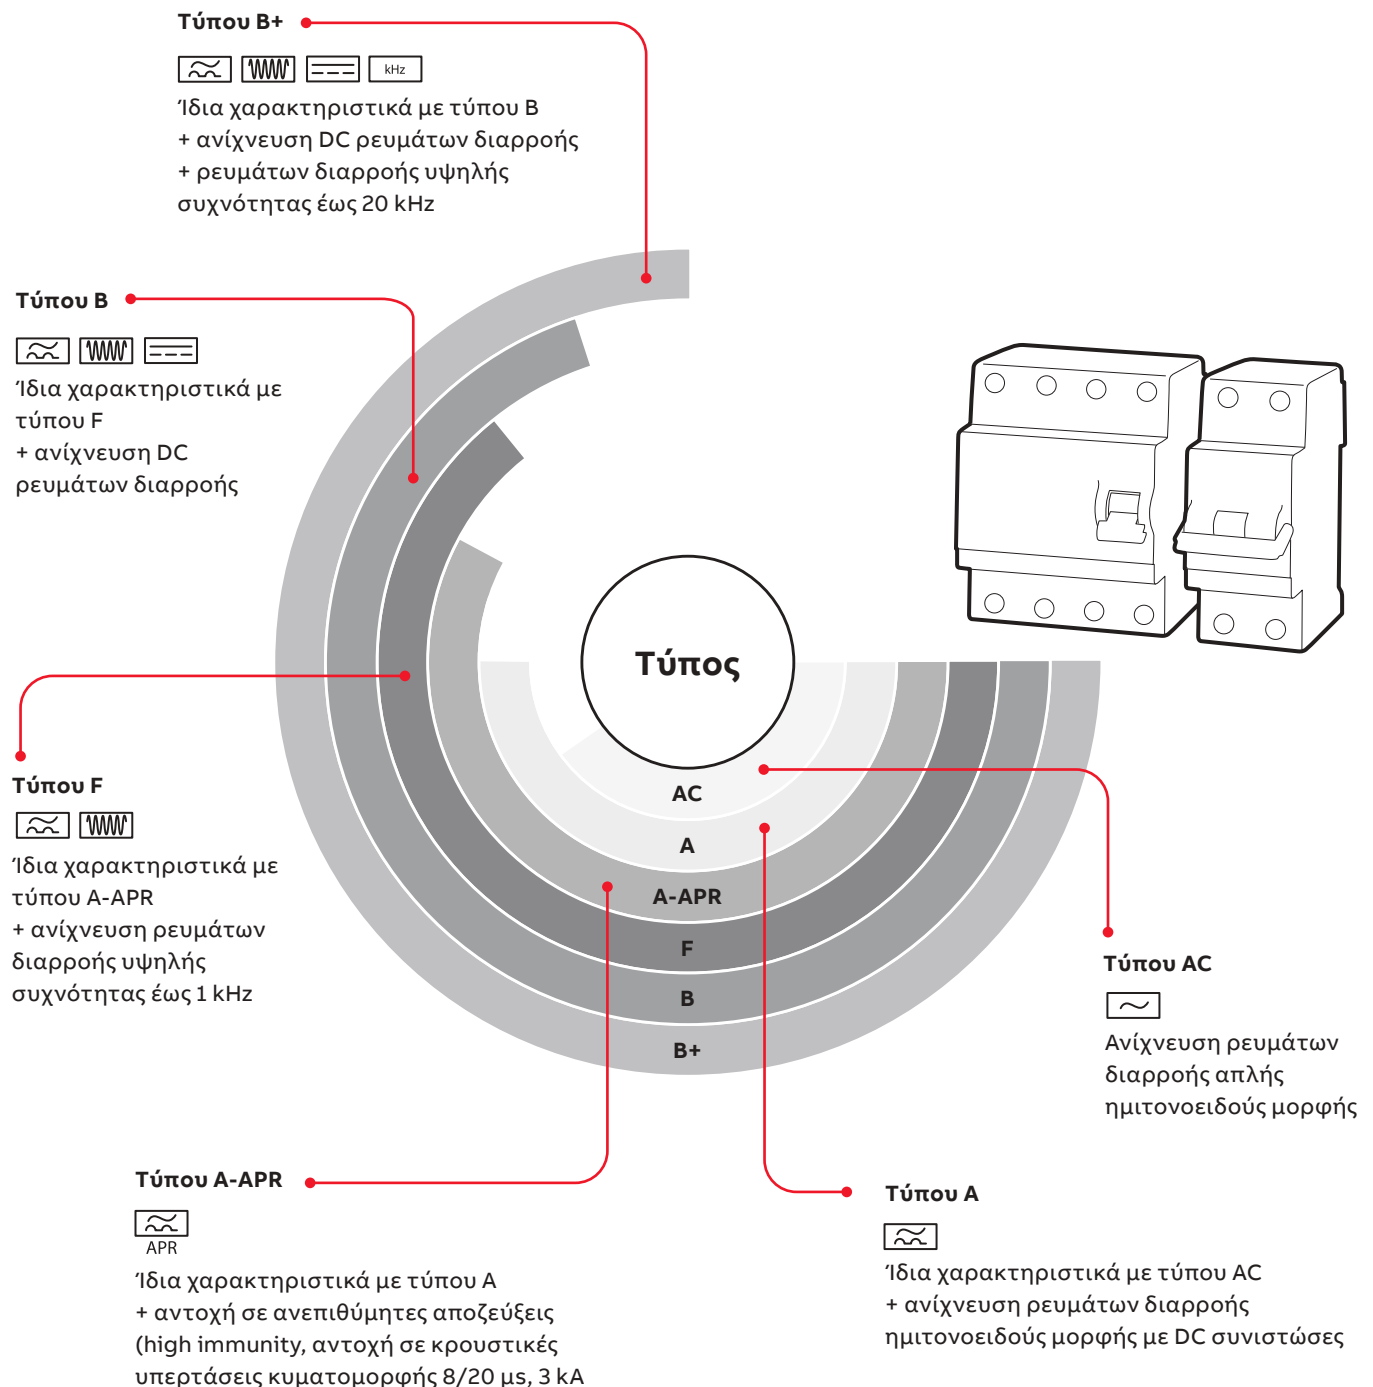 Τύπου B+
kHz
Ίδια χαρακτηριστικά με τύπου B
+ ανίχνευση DC ρευμάτων διαρροής
+ ρευμάτων διαρροής υψηλής
συχνότητας έως 20 kHz
Τύπου B
Ίδια χαρακτηριστικά με
τύπου F
+ ανίχνευση DC
ρευμάτων διαρροής
Τύπος
AC
A
A-APR
F
B
B+
Τύπου F
Ίδια χαρακτηριστικά με
τύπου A-APR
+ ανίχνευση ρευμάτων
διαρροής υψηλής
συχνότητας έως 1 kHz
Τύπου AC
Ανίχνευση ρευμάτων
διαρροής απλής
ημιτονοειδούς μορφής
Τύπου A-APR
APR
Ίδια χαρακτηριστικά με τύπου A
+ αντοχή σε ανεπιθύμητες αποζεύξεις
(high immunity, αντοχή σε κρουστικές
υπερτάσεις κυματομορφής 8/20 μs, 3 kA
Τύπου A
Ίδια χαρακτηριστικά με τύπου AC
+ ανίχνευση ρευμάτων διαρροής
ημιτονοειδούς μορφής με DC συνιστώσες